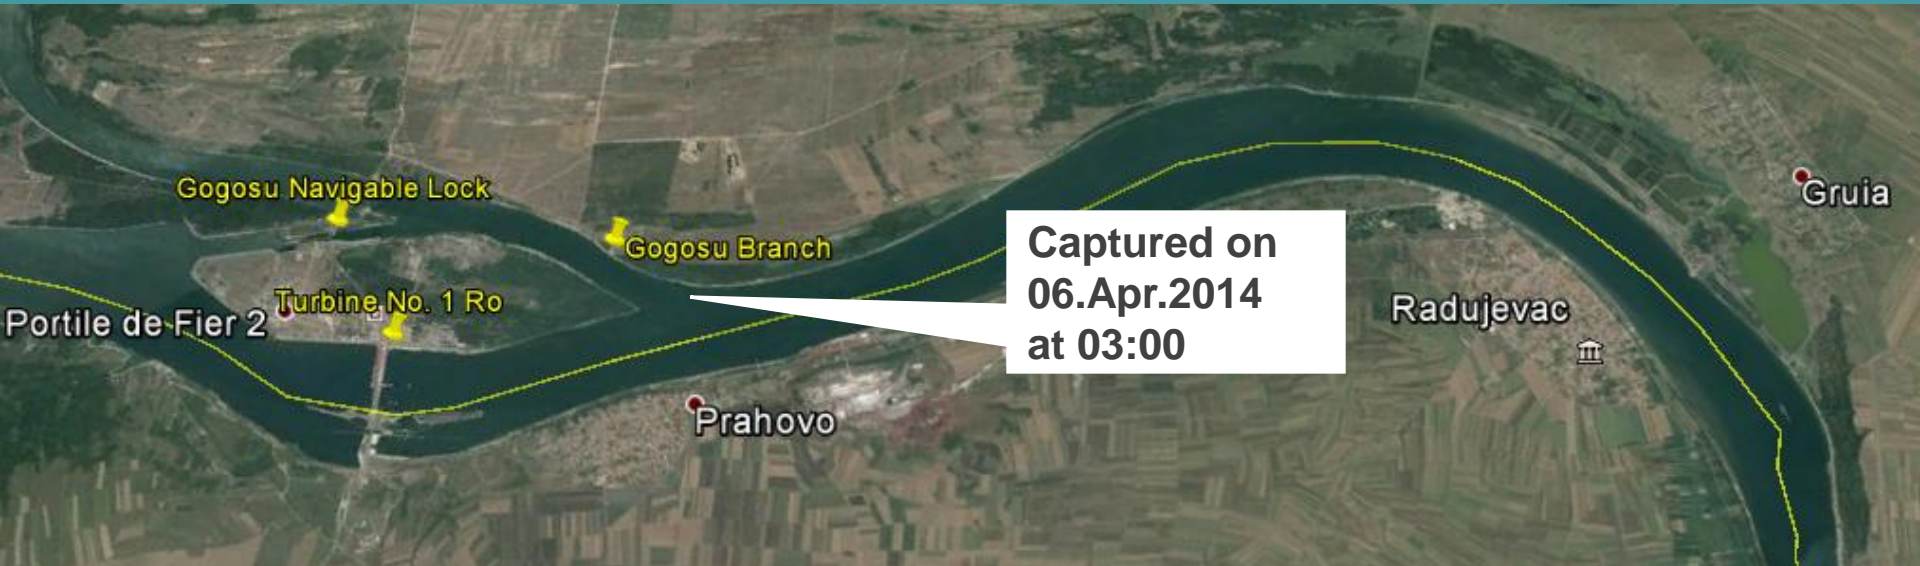 Gogosu Navigable Lock
Gogosu Branch
Turbine No. 1 Ro
Portile de Fier 2
Prahovo
Captured on
06.Apr.2014
at 03:00
Radujevac
Gruia